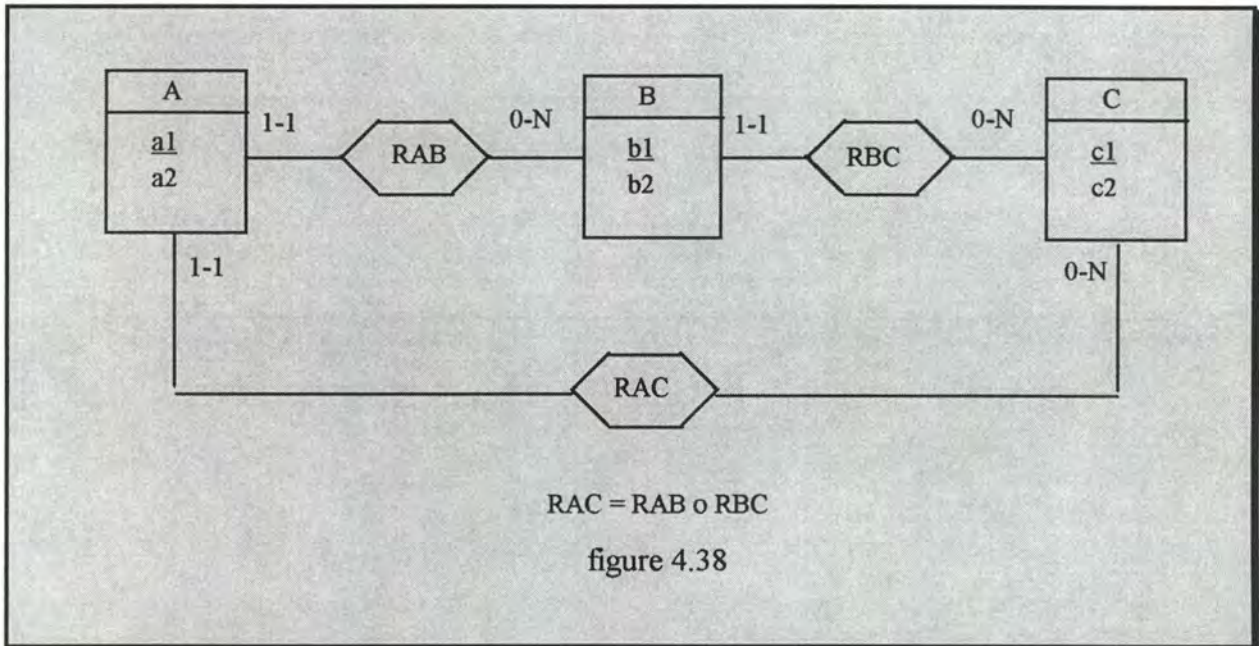 A
B
C
1-1
RAB
0-N
1-1
RBC
0-N
a1
a2
b1
b2
c1
c2
1-1
0-N
RAC
RAC = RAB o RBC
figure 4.38